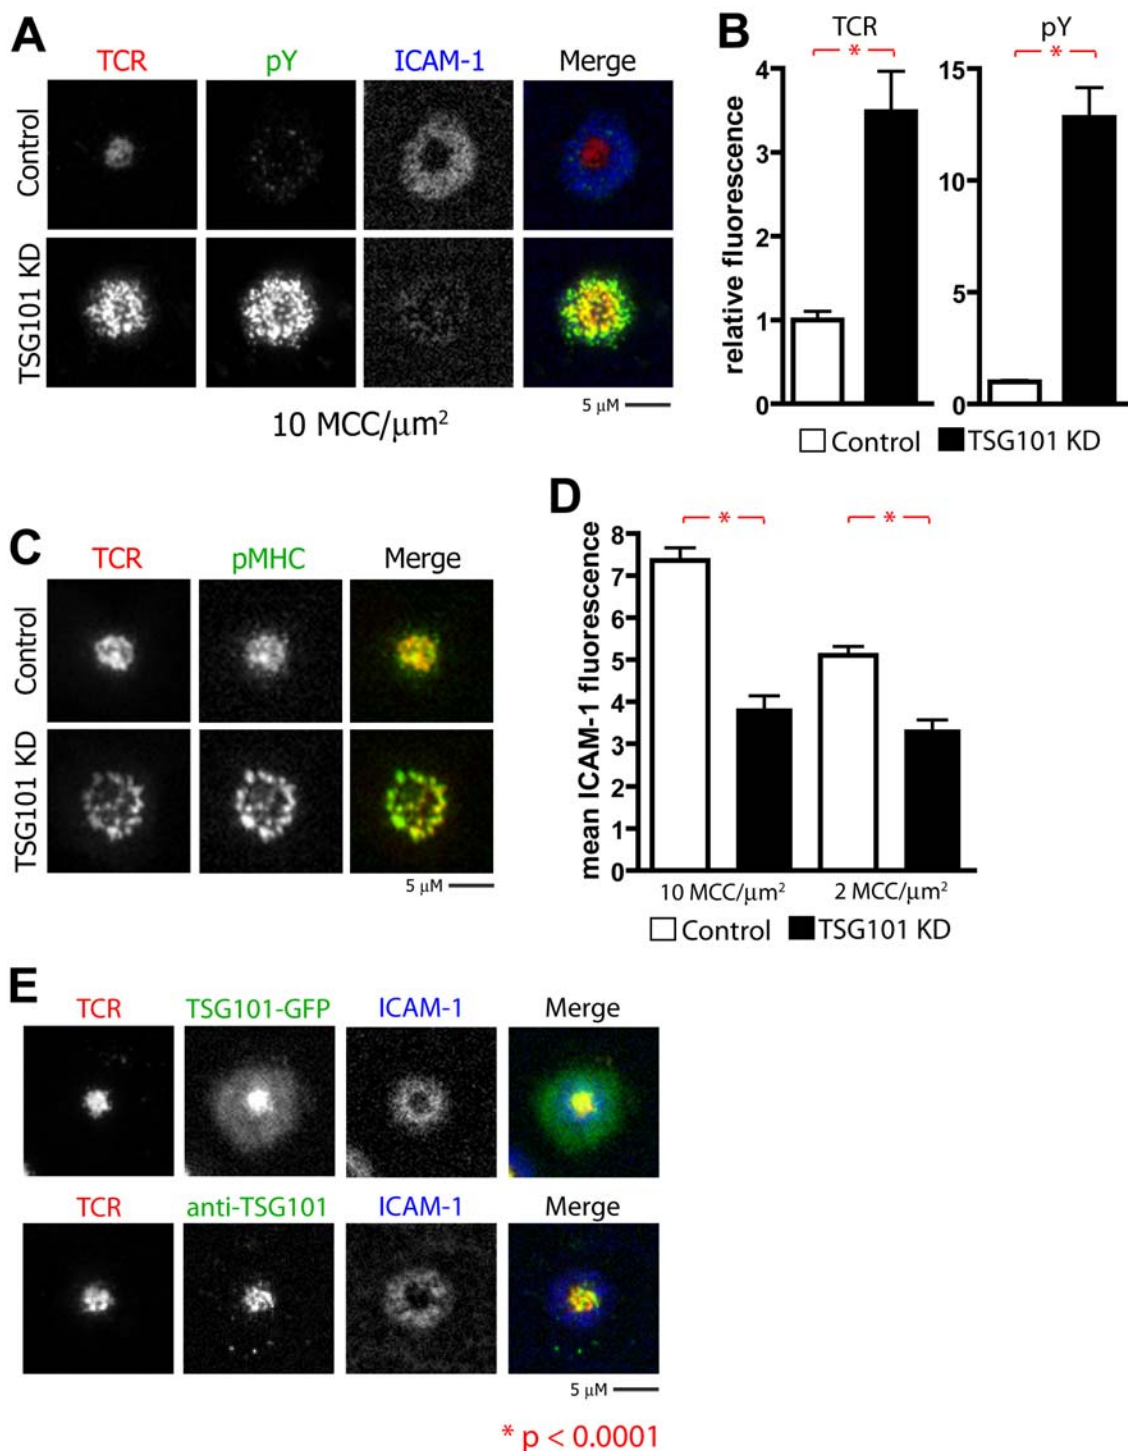 A
TCR pY ICAM-1 Merge
Control
TSG101 KD
5 μM
10 MCC/μm²
B
TCR pY
* *
relative fluorescence
4
3
2
1
0
15
10
5
0
Control TSG101 KD
C
TCR pMHC Merge
Control
TSG101 KD
5 μM
D
* *
mean ICAM-1 fluorescence
8
7
6
5
4
3
2
1
0
10 MCC/μm² 2 MCC/μm²
Control TSG101 KD
E
TCR TSG101-GFP ICAM-1 Merge
TCR anti-TSG101 ICAM-1 Merge
5 μM
* p < 0.0001